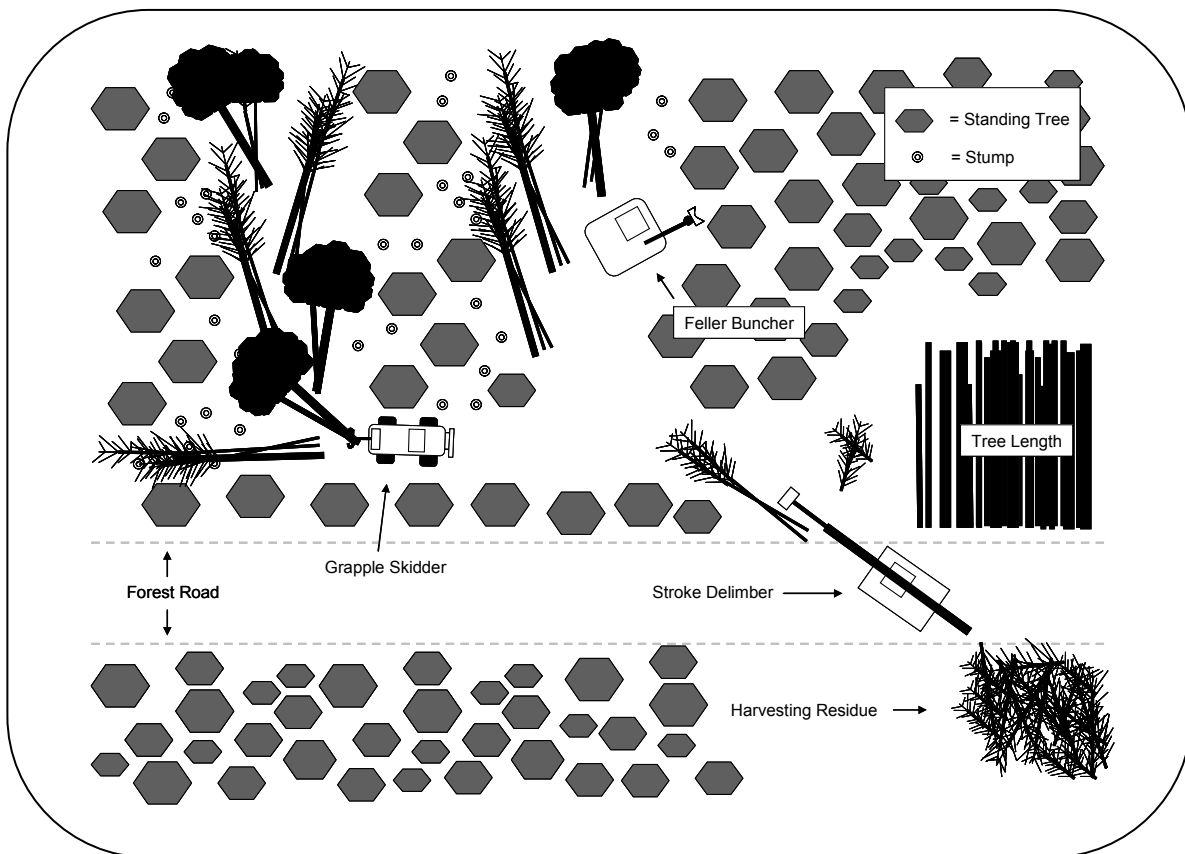 = Standing Tree
= Stump
Feller Buncher
Tree Length
Grapple Skidder
Forest Road
Stroke Delimber
Harvesting Residue